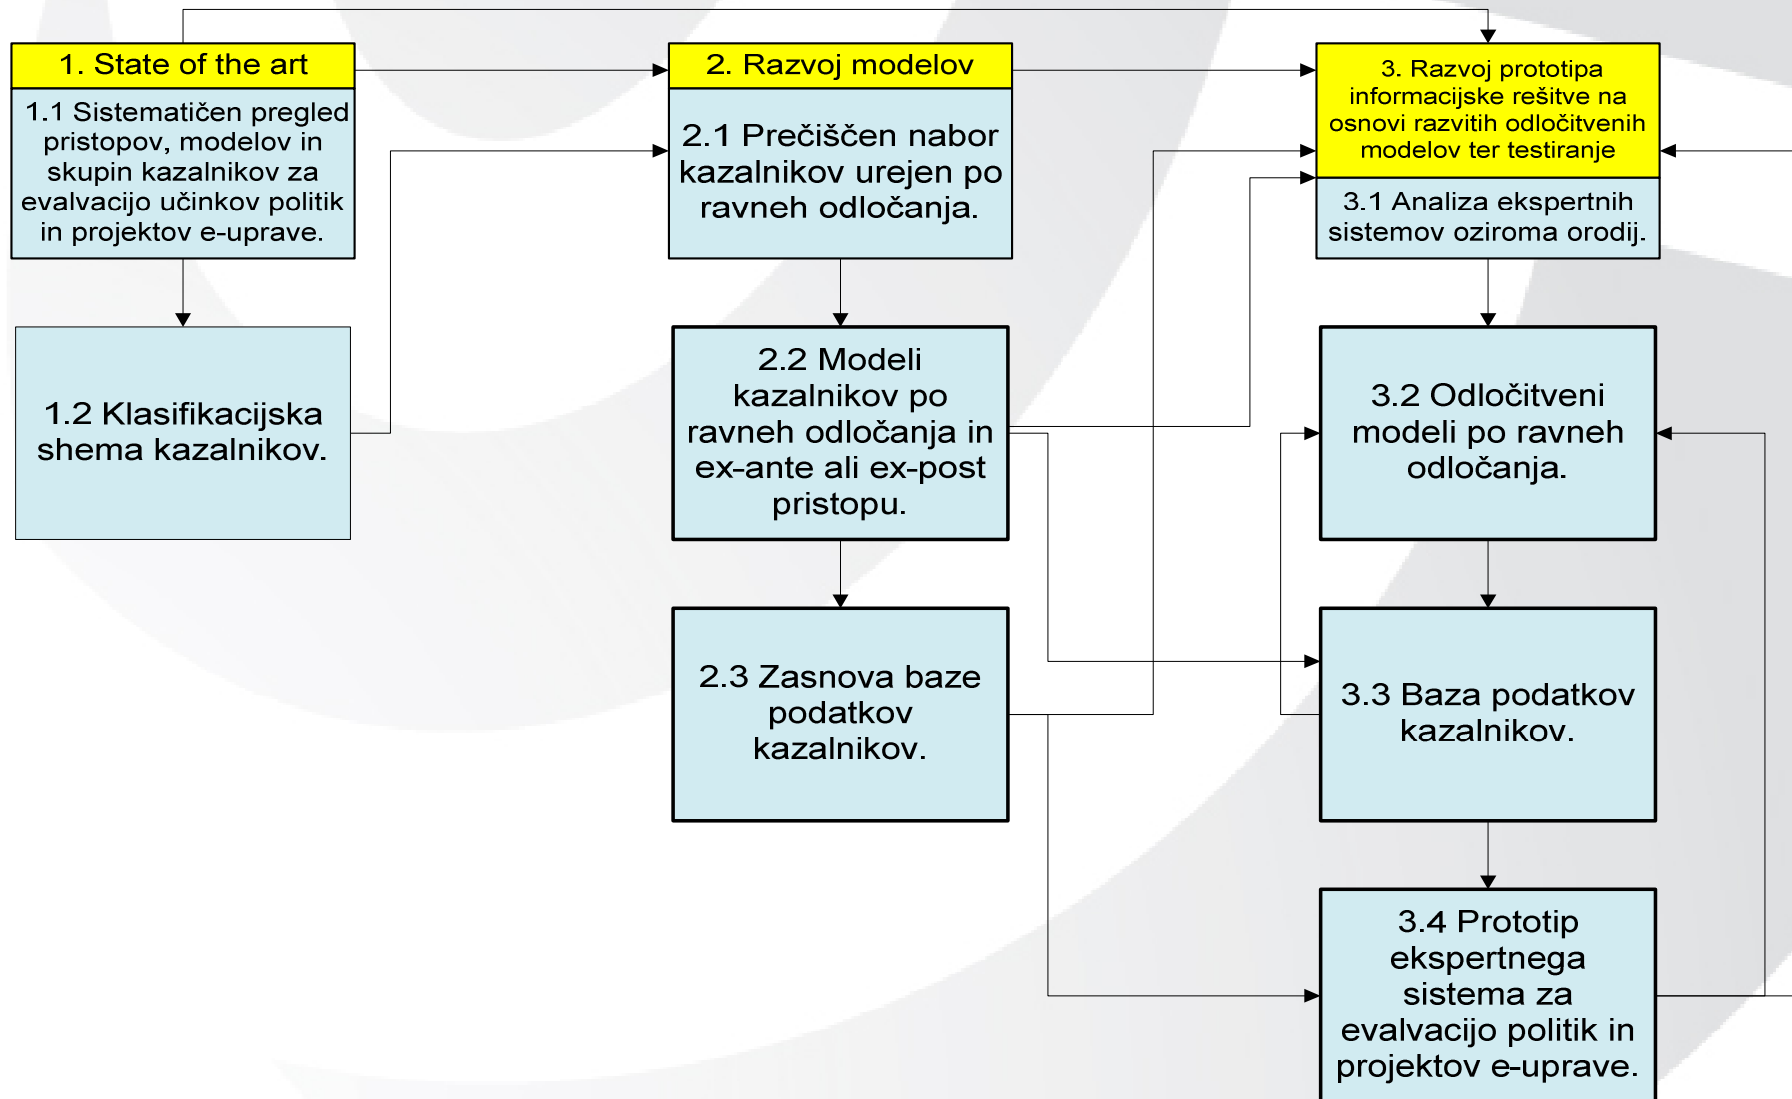 1. State of the art
1.1 Sistematičen pregled
pristopov, modelov in
skupin kazalnikov za
evalvacijo učinkov politik
in projektov e-uprave.
1.2 Klasifikacijska
shema kazalnikov.
2. Razvoj modelov
2.1 Prečiščen nabor
kazalnikov urejen po
ravneh odločanja.
2.2 Modeli
kazalnikov po
ravneh odločanja in
ex-ante ali ex-post
pristopu.
2.3 Zasnova baze
podatkov
kazalnikov.
3. Razvoj prototipa
informacijske rešitve na
osnovi razvitih odločitvenih
modelov ter testiranje
3.1 Analiza ekspertnih
sistemov oziroma orodij.
3.2 Odločitveni
modeli po ravneh
odločanja.
3.3 Baza podatkov
kazalnikov.
3.4 Prototip
ekspertnega
sistema za
evalvacijo politik in
projektov e-uprave.